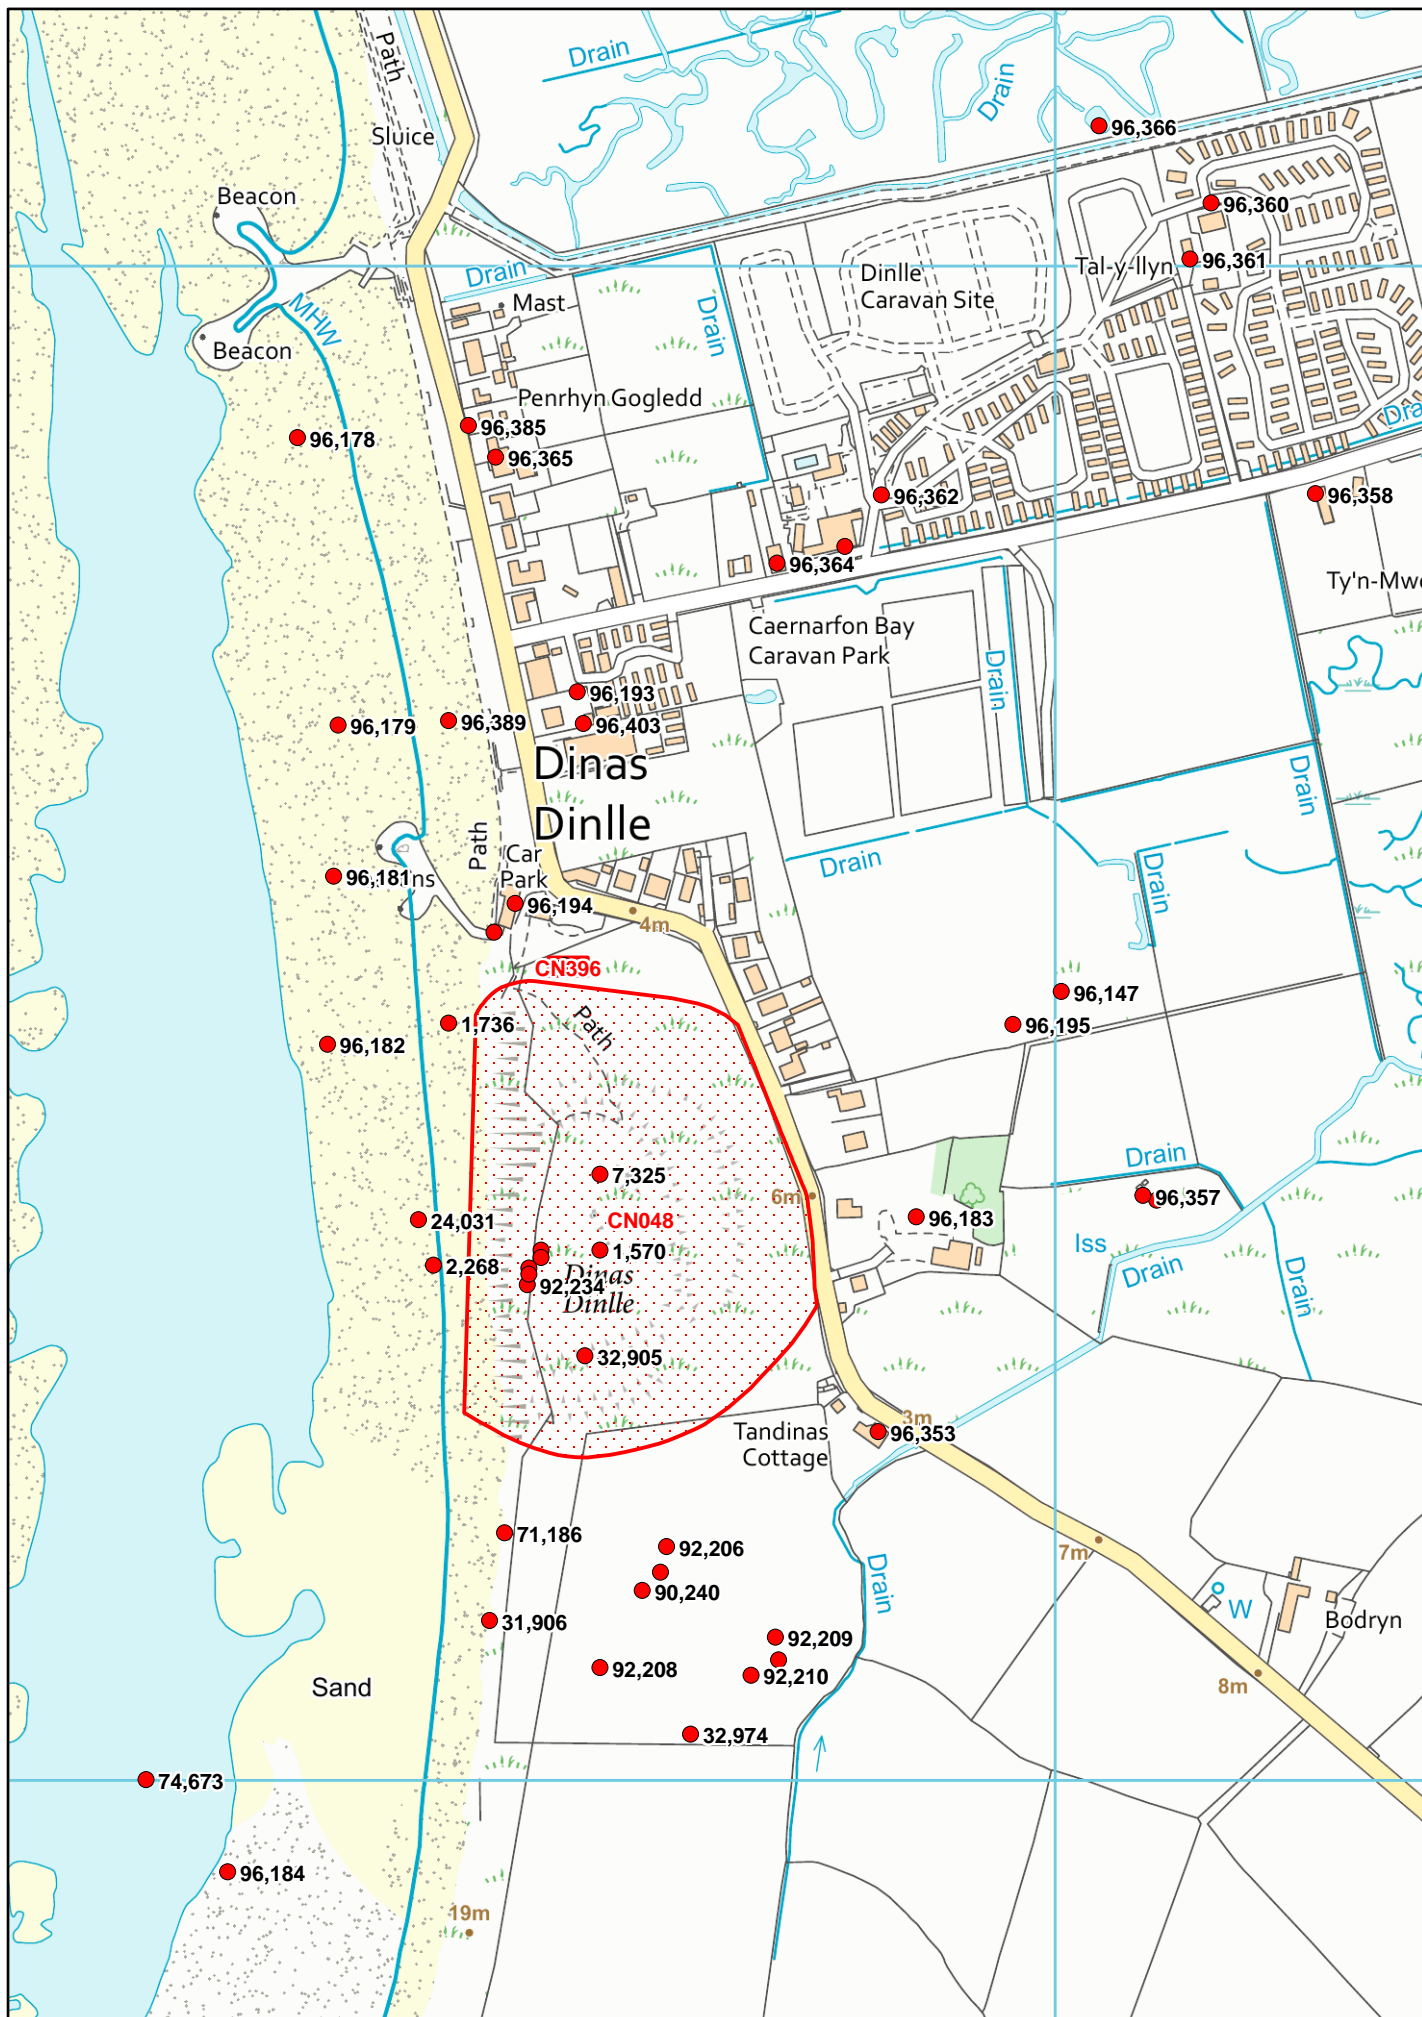 Path
Drain
Drain
Sluice
96,366
Beacon
96,360
Drain
Dinlle
Caravan Site
Tal-y-llyn
96,361
Mast
Drain
MHW
Beacon
Penrhyn Gogledd
96,385
96,178
96,365
96,362
96,358
96,364
Ty'n-Mw
Caernarfon Bay
Caravan Park
Drain
96,193
96,179
96,389
96,403
Dinas
Dinlle
Drain
Path
Car
Park
Drain
Drain
96,181
ns
96,194
4m
CN396
96,147
1,736
Path
96,195
96,182
Drain
7,325
6m
96,357
96,183
24,031
CN048
Iss
1,570
2,268
Dinas
Dinlle
92,234
Drain
Drain
32,905
3m
Tandinas
Cottage
96,353
71,186
92,206
7m
Drain
90,240
W
31,906
Bodryn
92,209
92,208
92,210
Sand
8m
32,974
74,673
96,184
19m